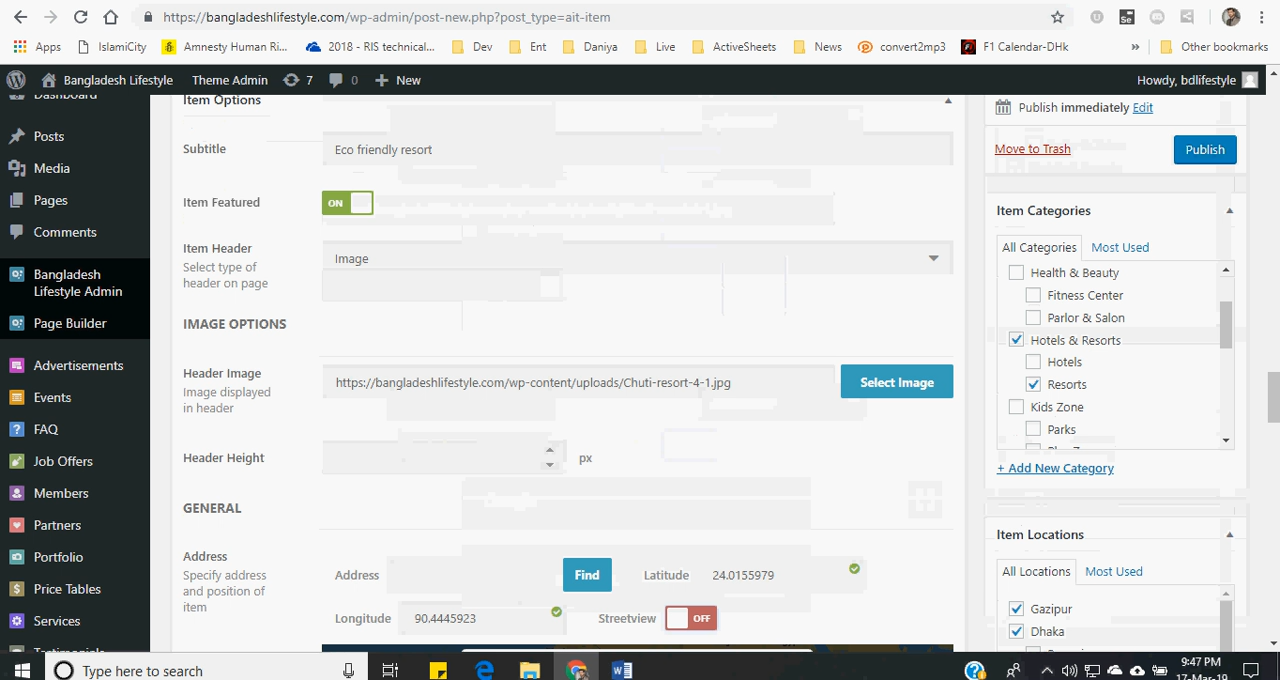 https://bangladeshlifestyle.com/wp-admin/post-new.php?post_type=ait-item
Apps IslamiCity Amnesty Human Ri... 2018 - RIS technical... Dev Ent Daniya Live ActiveSheets News convert2mp3 F1 Calendar-DHk » Other bookmarks
Bangladesh Lifestyle Theme Admin 7 0 + New Howdy, bdlifestyle
Dashboard
Posts
Media
Pages
Comments
Bangladesh
Lifestyle Admin
Page Builder
Advertisements
Events
FAQ
Job Offers
Members
Partners
Portfolio
Price Tables
Services
Testimonials
Item Options
Subtitle Eco friendly resort
Item Featured ON
Item Header Image
Select type of
header on page
IMAGE OPTIONS
Header Image https://bangladeshlifestyle.com/wp-content/uploads/Chuti-resort-4-1.jpg Select Image
Image displayed
in header
Header Height px
GENERAL
Address
Specify address
and position of
item
Address Find Latitude 24.0155979
Longitude 90.4445923 Streetview OFF
Publish immediately Edit
Move to Trash Publish
Item Categories
All Categories Most Used
Health & Beauty
Fitness Center
Parlor & Salon
Hotels & Resorts
Hotels
Resorts
Kids Zone
Parks
+ Add New Category
Item Locations
All Locations Most Used
Gazipur
Dhaka
Type here to search
9:47 PM
17-Mar-19